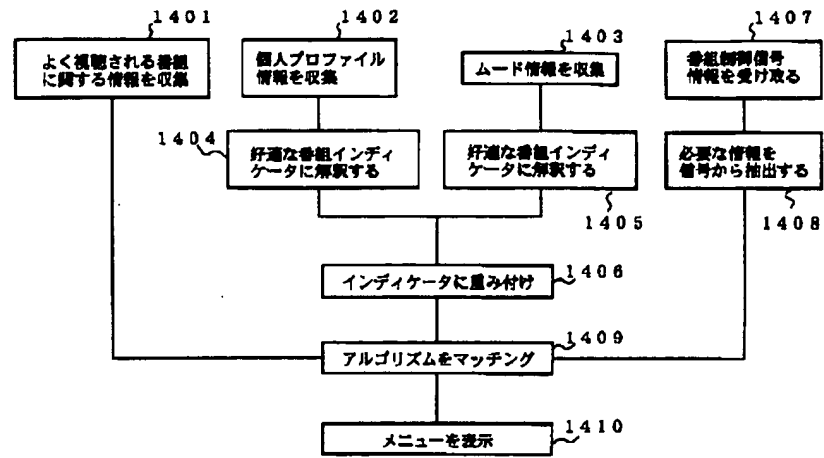 1401
よく視聴される番組
に関する情報を収集
1402
個人プロファイル
情報を収集
1403
ムード情報を収集
1407
番組制御信号
情報を受け取る
1404
好適な番組インディ
ケータに解釈する
好適な番組インディ
ケータに解釈する
1405
必要な情報を
信号から抽出する
1408
インディケータに重み付け
1406
アルゴリズムをマッチング
1409
メニューを表示
1410